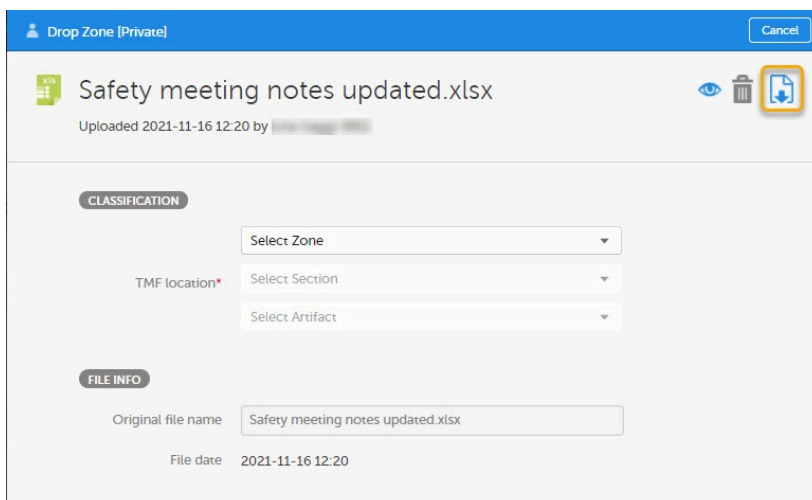 Drop Zone [Private]
Cancel
xls
Safety meeting notes updated.xlsx
Uploaded 2021-11-16 12:20 by
CLASSIFICATION
Select Zone
TMF location*
Select Section
Select Artifact
FILE INFO
Original file name
Safety meeting notes updated.xlsx
File date
2021-11-16 12:20